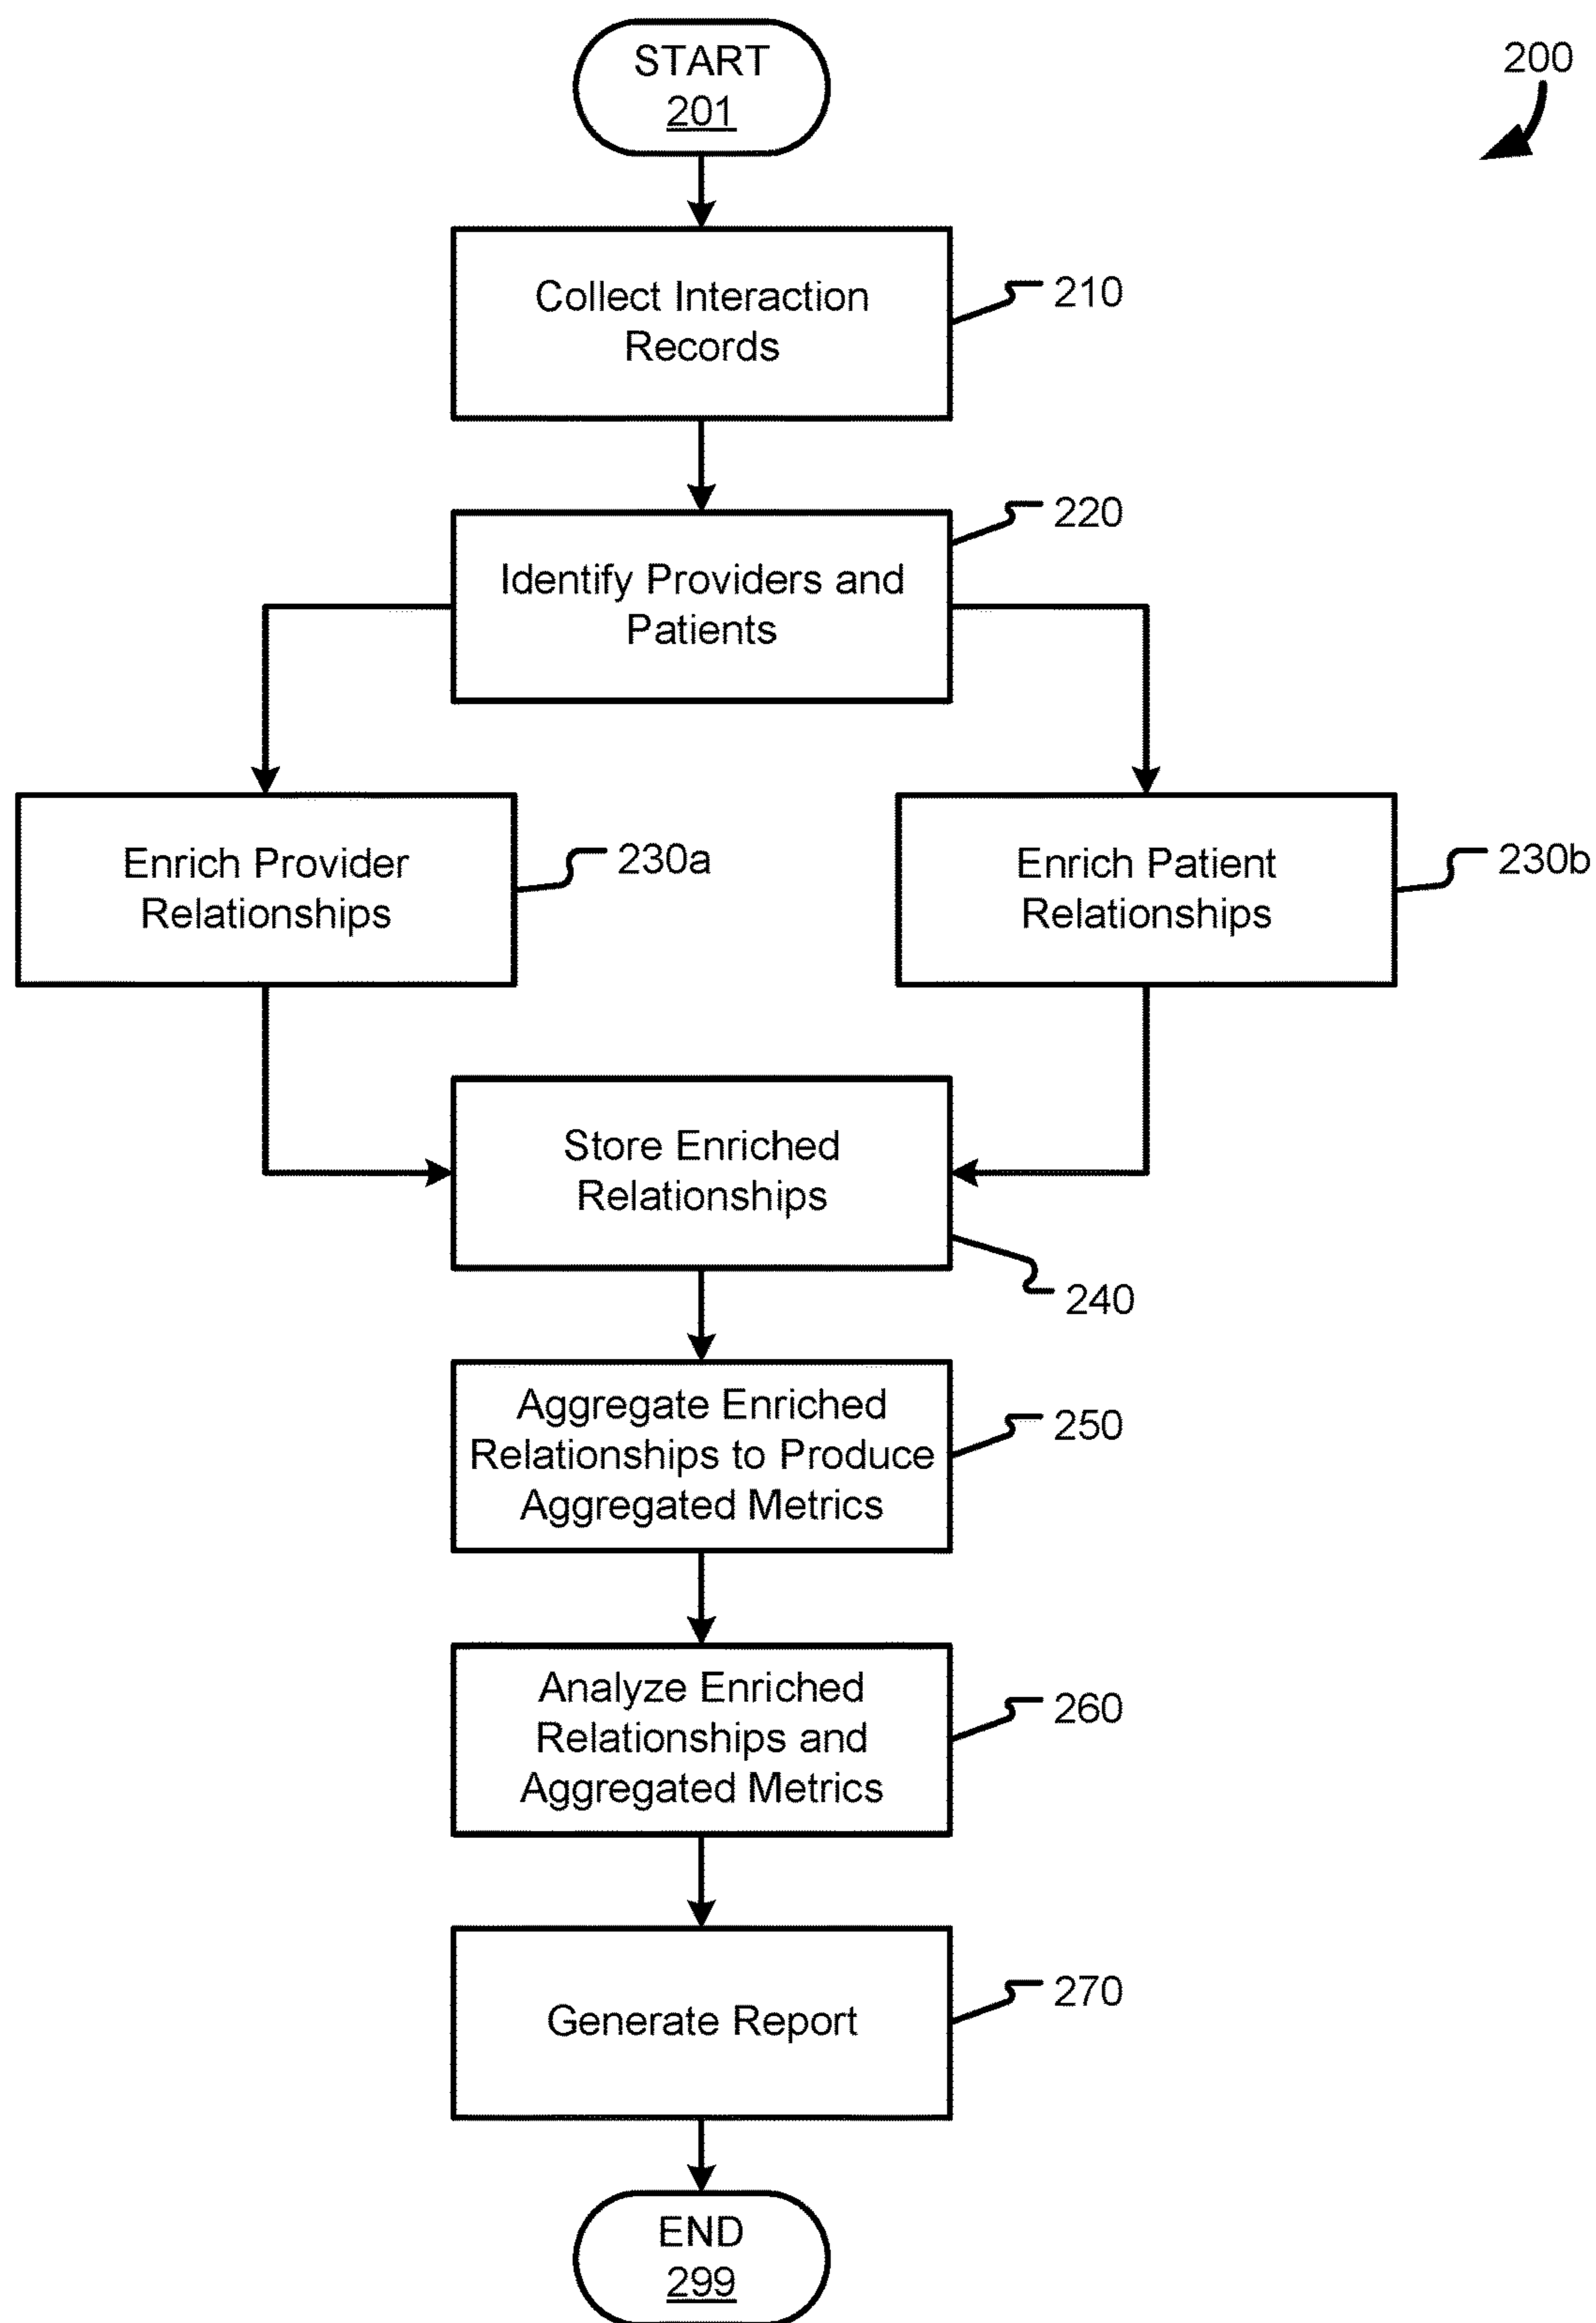 START
201
200
Collect Interaction
Records
210
Identify Providers and
Patients
220
Enrich Provider
Relationships
230a
Enrich Patient
Relationships
230b
Store Enriched
Relationships
240
Aggregate Enriched
Relationships to Produce
Aggregated Metrics
250
Analyze Enriched
Relationships and
Aggregated Metrics
260
Generate Report
270
END
299